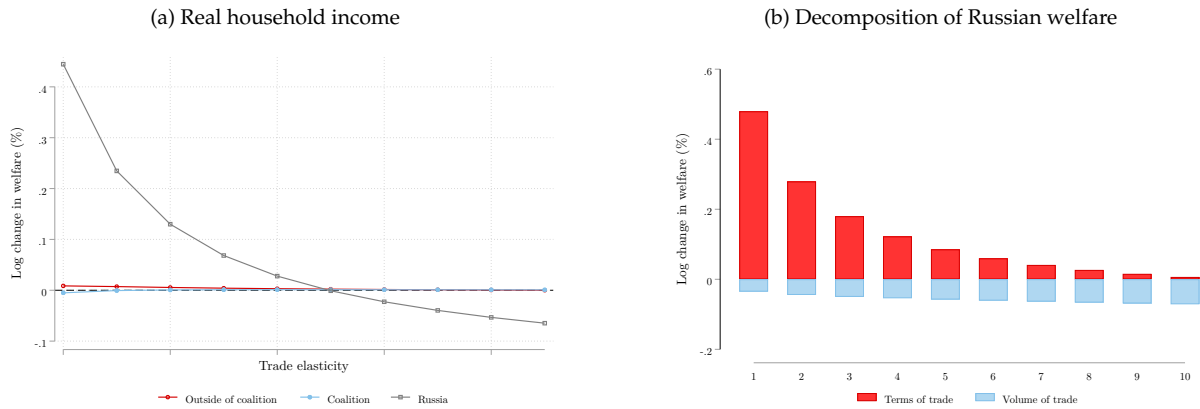 (a) Real household income
Log change in welfare (%)
.4
.3
.2
.1
0
-.1
Trade elasticity
Outside of coalition
Coalition
Russia
(b) Decomposition of Russian welfare
Log change in welfare (%)
.6
.4
.2
0
-.2
1 2 3 4 5 6 7 8 9 10
Terms of trade
Volume of trade